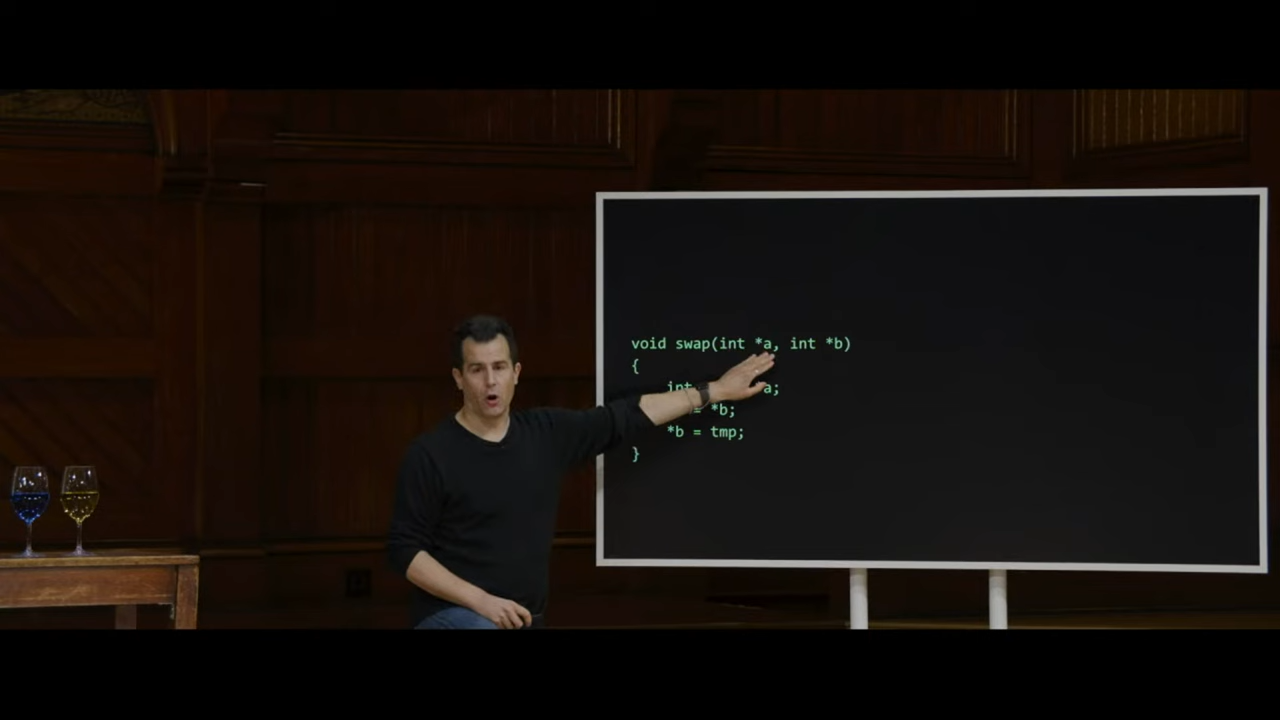 void swap(int *a, int *b)
{
int a;
= *b;
*b = tmp;
}